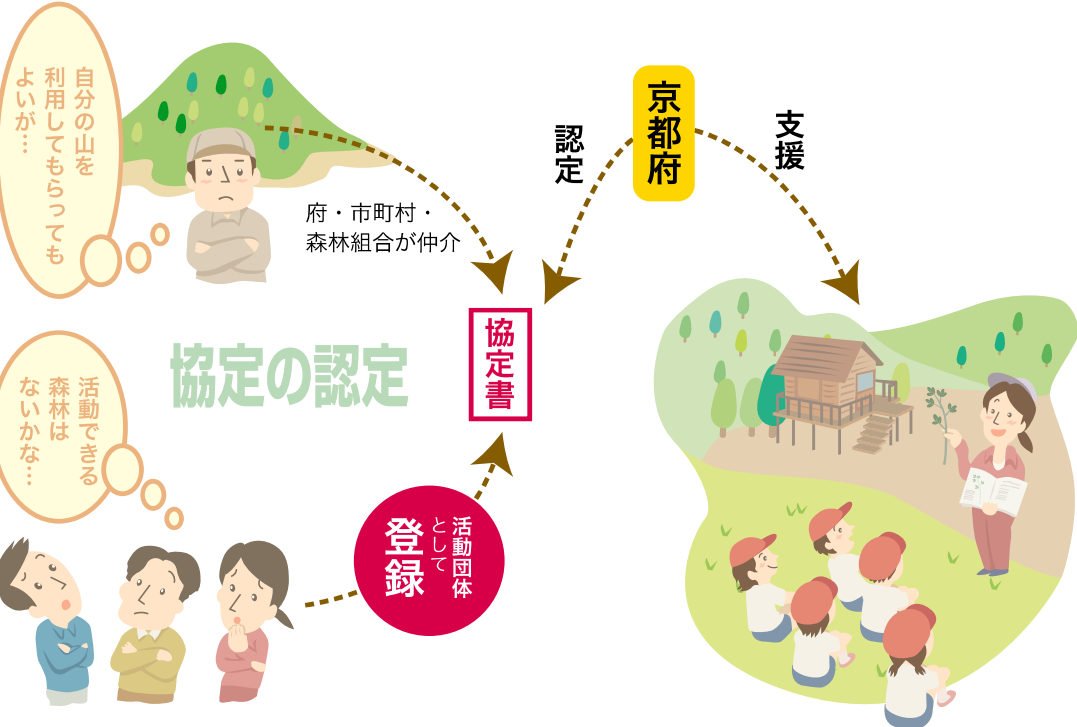 自分の山を
利用してもらっても
よいが…
府・市町村・
森林組合が仲介
認定
京都府
支援
協定書
協定の認定
活動できる
森林は
ないかな…
活動団体
として
登録